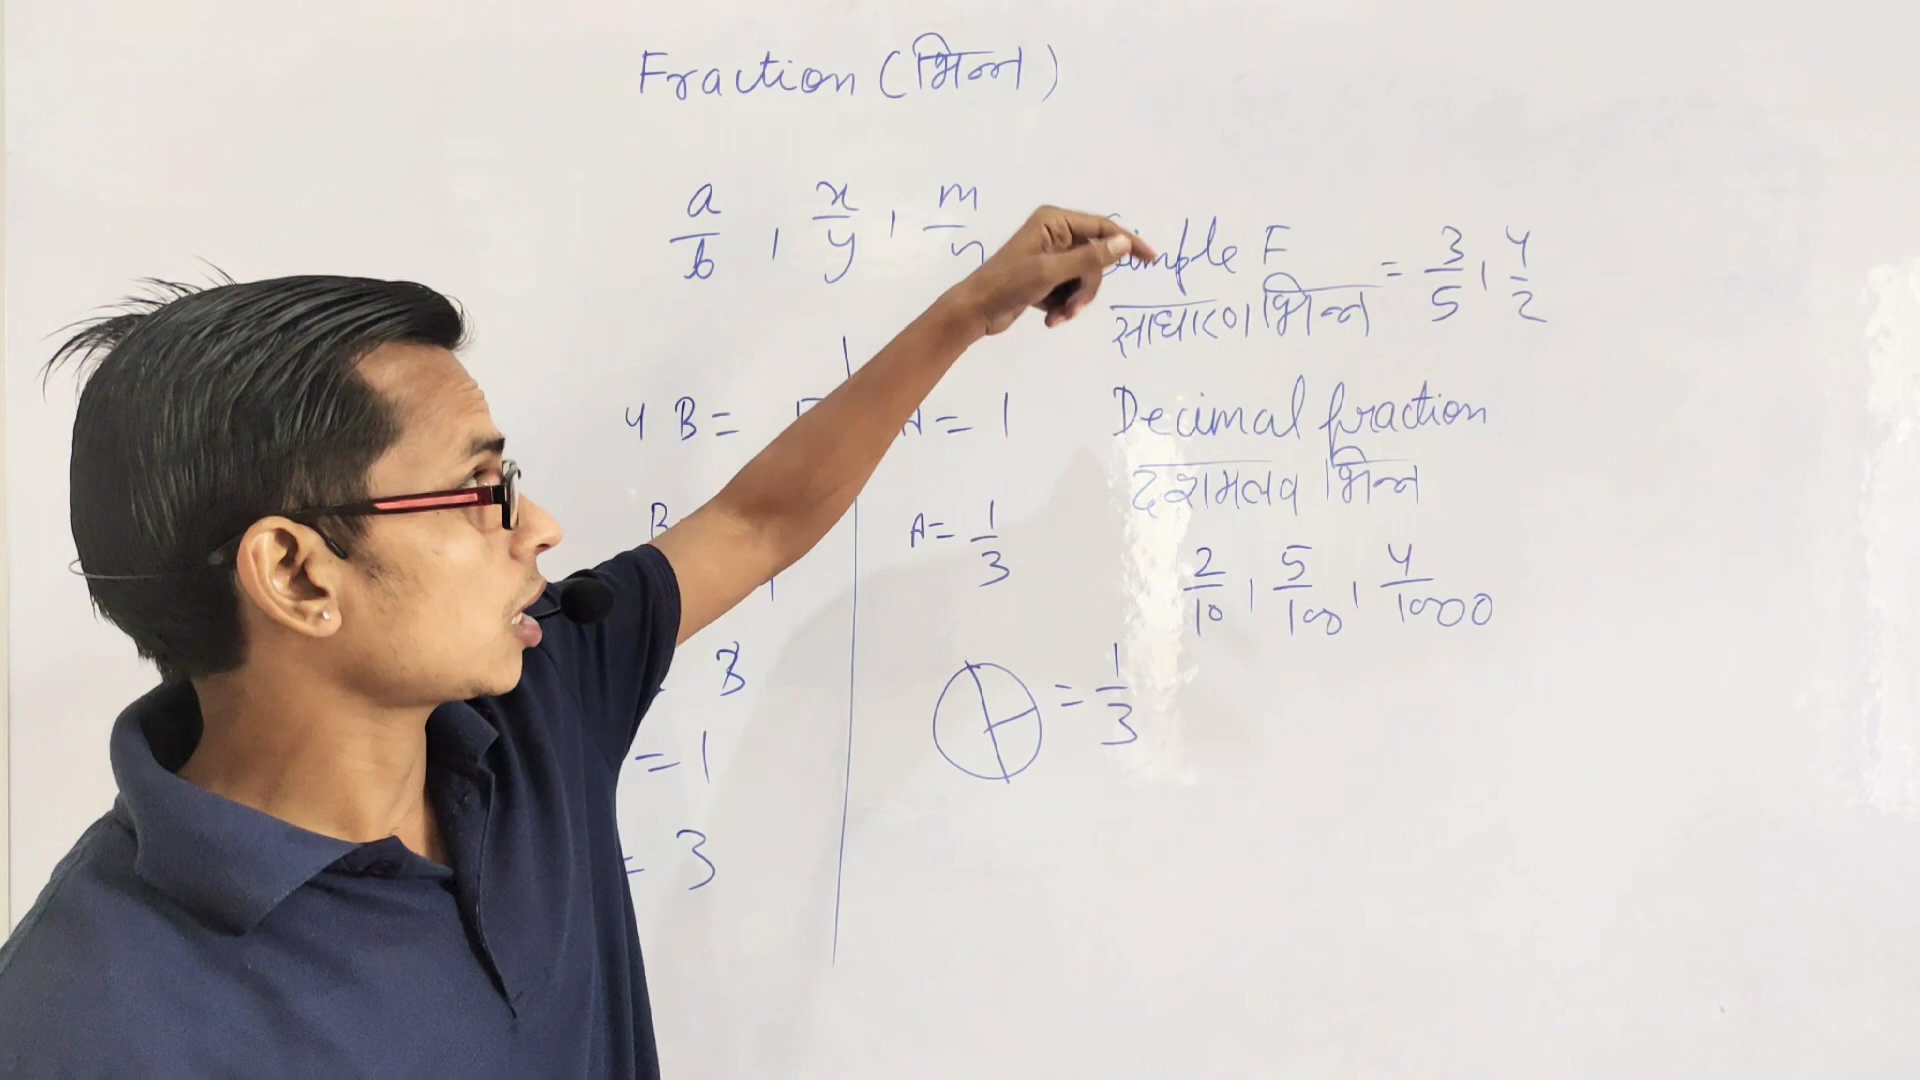 Fraction (भिन्न)
a/b , x/y , m/n
Simple F
साधारण भिन्न = 3/5 , 4/2
4 B =
A = 1
Decimal fraction
दशमलव भिन्न
B
A = 1/3
2/10 , 5/100 , 4/1000
3
= 1/3
= 1
= 3